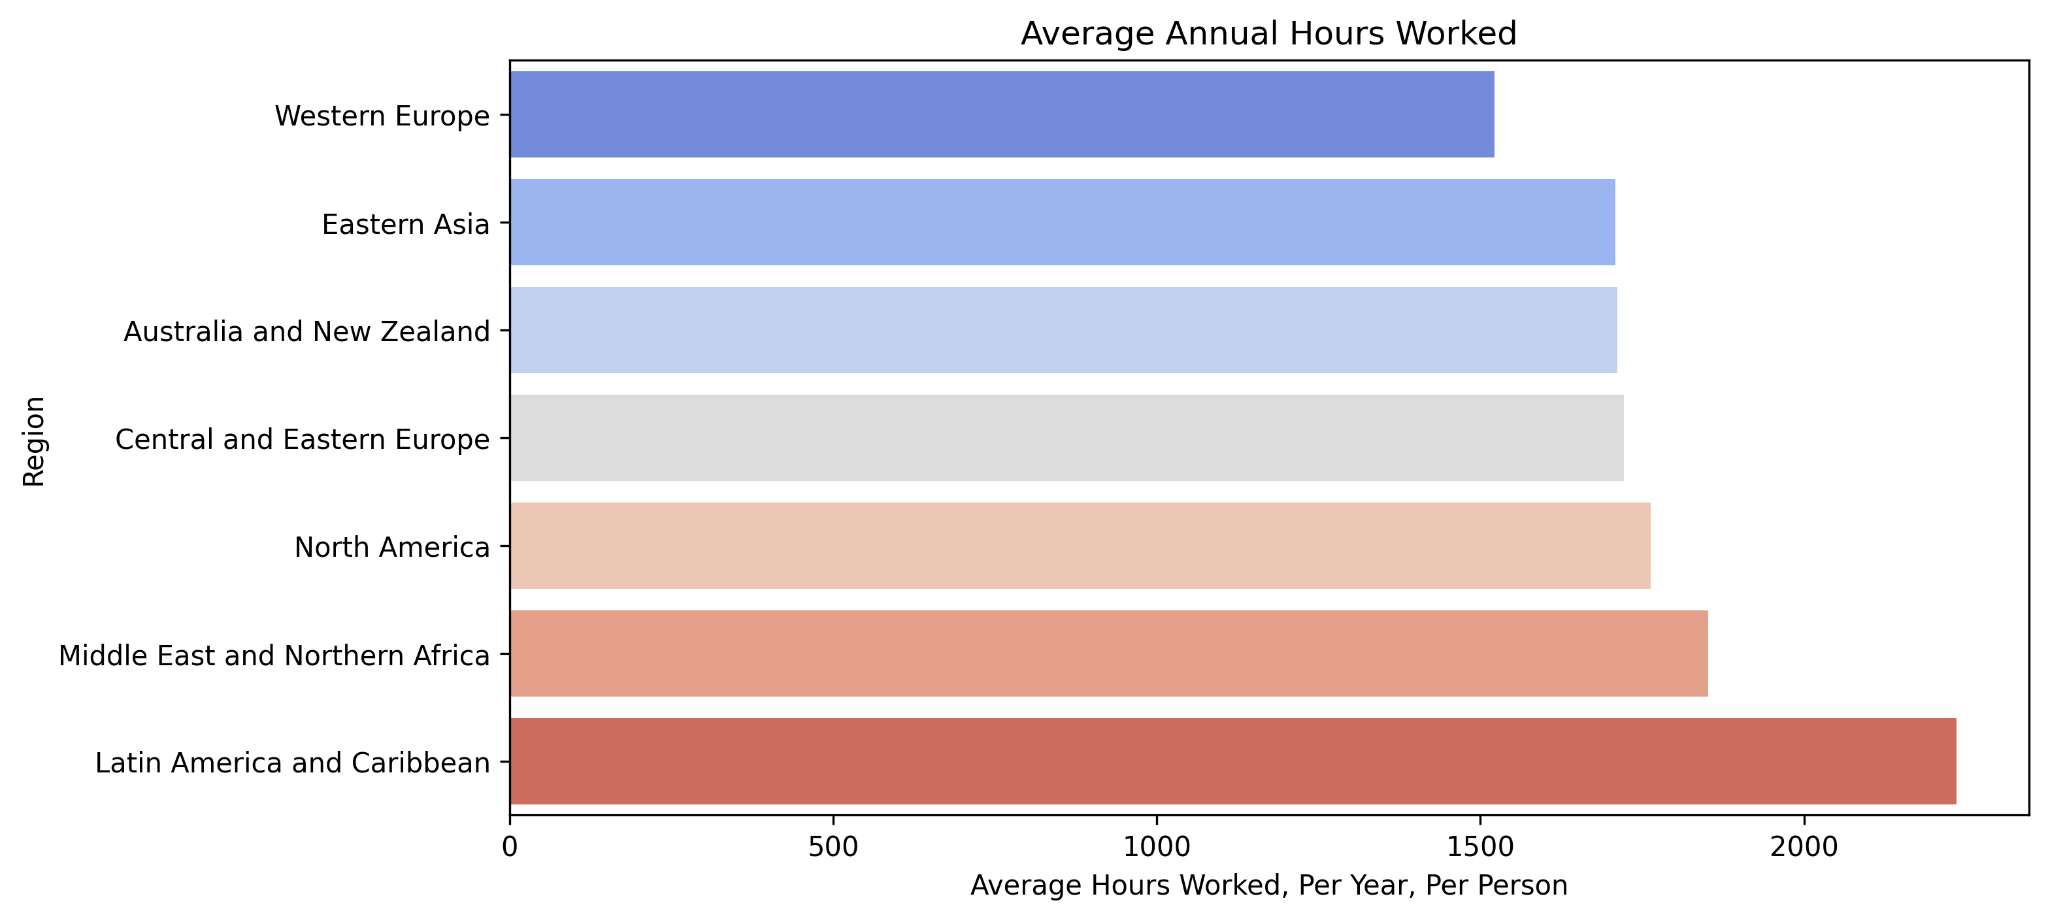 Average Annual Hours Worked
Western Europe
Eastern Asia
Australia and New Zealand
Central and Eastern Europe
North America
Middle East and Northern Africa
Latin America and Caribbean
Region
0 500 1000 1500 2000
Average Hours Worked, Per Year, Per Person